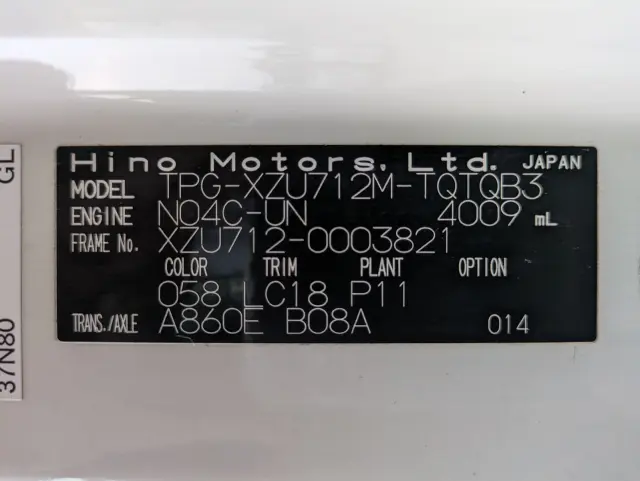 Hino Motors, Ltd. JAPAN
MODEL TPG-XZU712M-TQTQB3
ENGINE N04C-UN 4009 mL
FRAME No. XZU712-0003821
COLOR TRIM PLANT OPTION
058 LC18 P11
TRANS./AXLE A860E B08A 014
GL
37N80